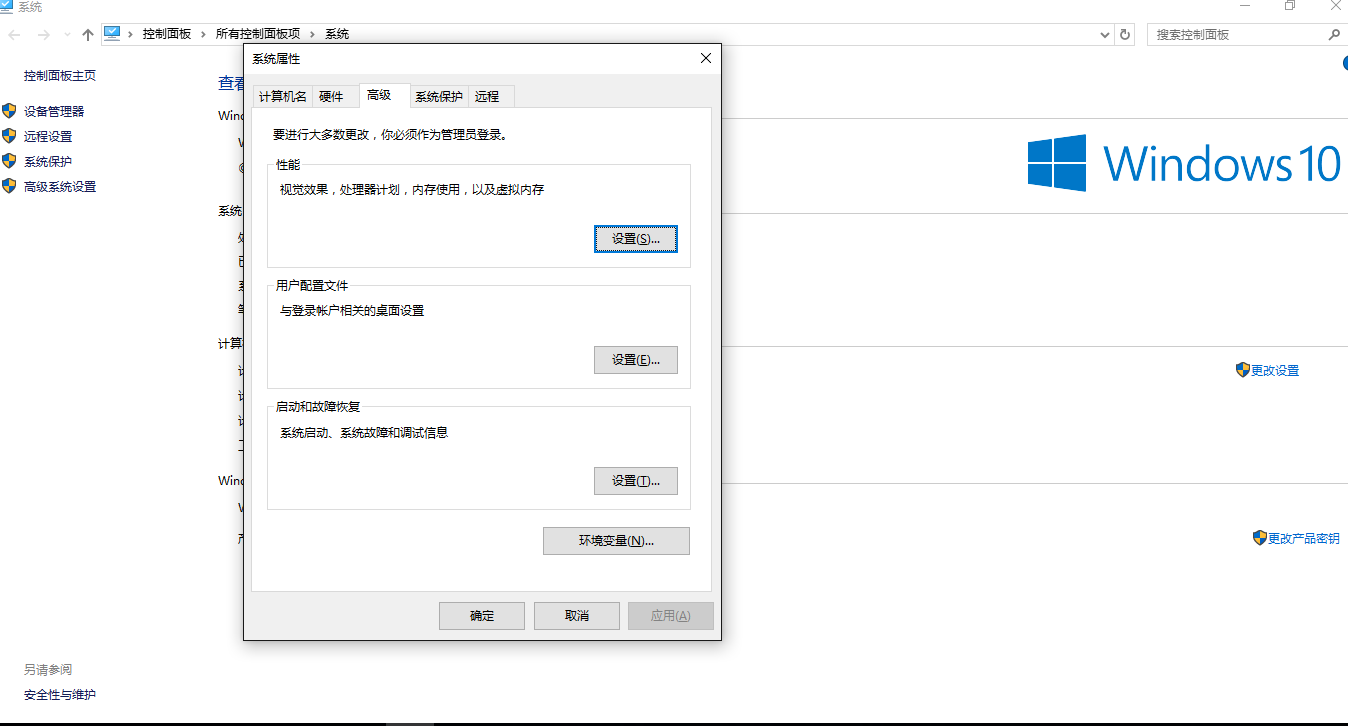 系统
控制面板 › 所有控制面板项 › 系统
搜索控制面板
控制面板主页
设备管理器
远程设置
系统保护
高级系统设置
另请参阅
安全性与维护
查看
Wind
系统
计算
Wind
系统属性
计算机名 硬件 高级 系统保护 远程
要进行大多数更改，你必须作为管理员登录。
性能
视觉效果，处理器计划，内存使用，以及虚拟内存
设置(S)...
用户配置文件
与登录帐户相关的桌面设置
设置(E)...
启动和故障恢复
系统启动、系统故障和调试信息
设置(T)...
环境变量(N)...
确定 取消 应用(A)
Windows 10
更改设置
更改产品密钥